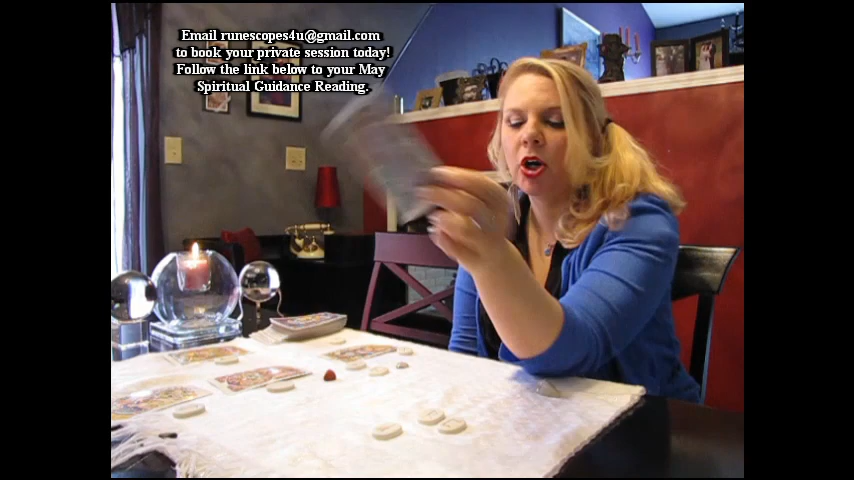 Email runescopes4u@gmail.com
to book your private session today!
Follow the link below to your May
Spiritual Guidance Reading.